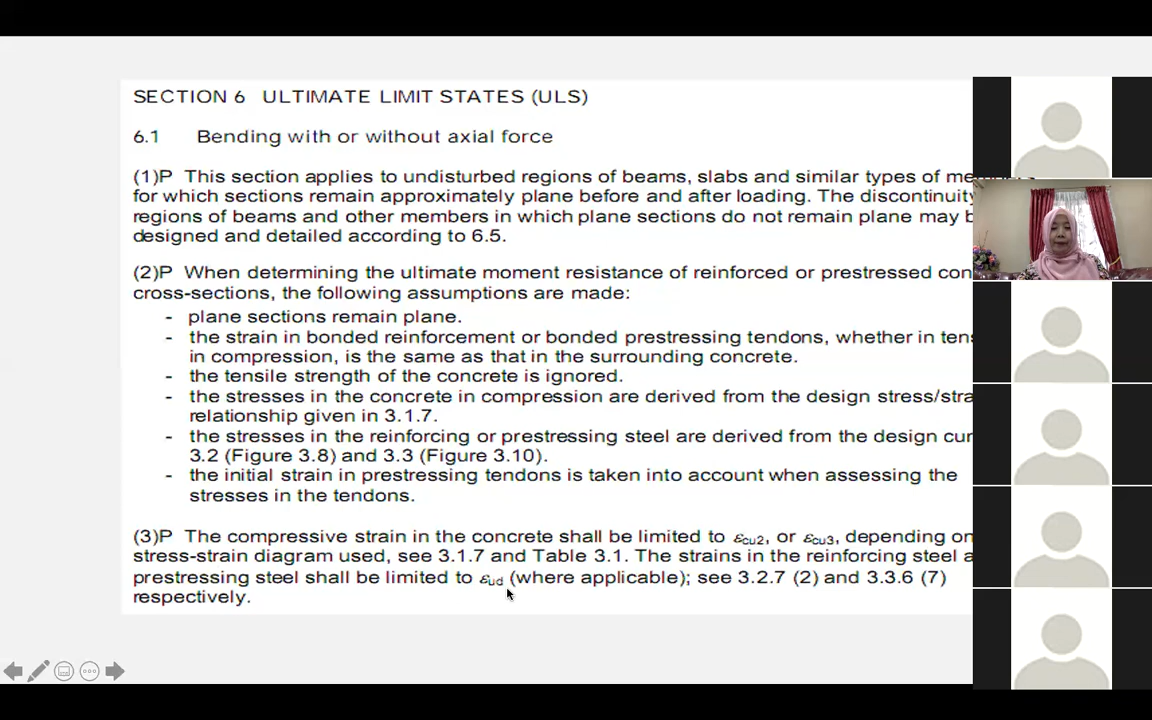 SECTION 6 ULTIMATE LIMIT STATES (ULS)
6.1 Bending with or without axial force
(1)P This section applies to undisturbed regions of beams, slabs and similar types of
for which sections remain approximately plane before and after loading. The discontinuity
regions of beams and other members in which plane sections do not remain plane may
designed and detailed according to 6.5.
(2)P When determining the ultimate moment resistance of reinforced or prestressed
cross-sections, the following assumptions are made:
- plane sections remain plane.
- the strain in bonded reinforcement or bonded prestressing tendons, whether in
in compression, is the same as that in the surrounding concrete.
- the tensile strength of the concrete is ignored.
- the stresses in the concrete in compression are derived from the design
relationship given in 3.1.7.
- the stresses in the reinforcing or prestressing steel are derived from the design
3.2 (Figure 3.8) and 3.3 (Figure 3.10).
- the initial strain in prestressing tendons is taken into account when assessing the
stresses in the tendons.
(3)P The compressive strain in the concrete shall be limited to εcu2, or εcu3, depending on
stress-strain diagram used, see 3.1.7 and Table 3.1. The strains in the reinforcing steel
prestressing steel shall be limited to εud (where applicable); see 3.2.7 (2) and 3.3.6 (7)
respectively.